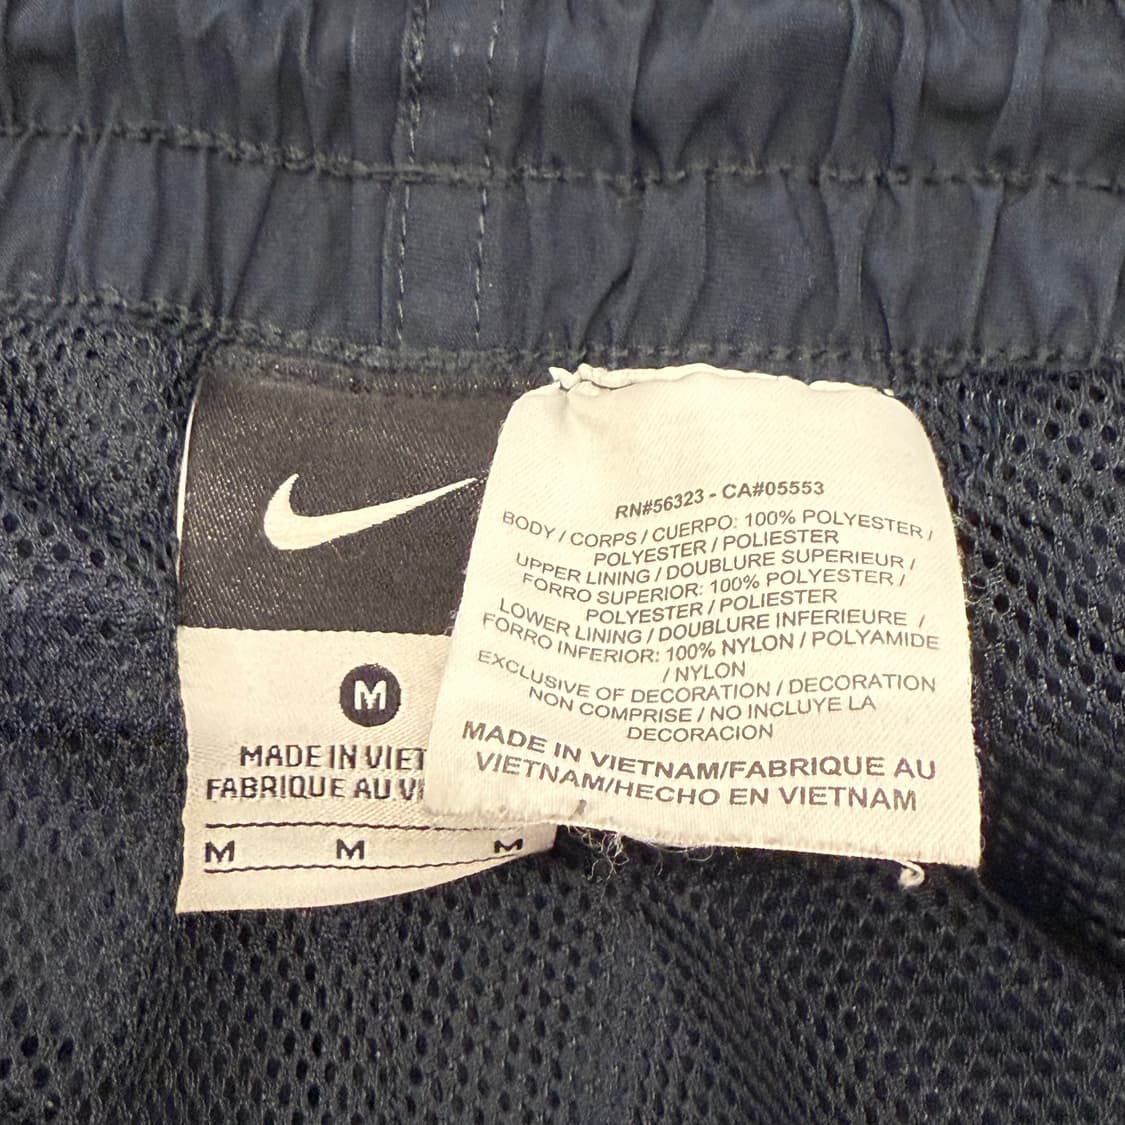 M
MADE IN VIET
FABRIQUE AU VI
M M M
RN#56323 - CA#05553
BODY / CORPS / CUERPO: 100% POLYESTER /
POLYESTER / POLIESTER
UPPER LINING / DOUBLURE SUPERIEUR /
FORRO SUPERIOR: 100% POLYESTER /
POLYESTER / POLIESTER
LOWER LINING / DOUBLURE INFERIEURE /
FORRO INFERIOR: 100% NYLON / POLYAMIDE
/ NYLON
EXCLUSIVE OF DECORATION / DECORATION
NON COMPRISE / NO INCLUYE LA
DECORACION
MADE IN VIETNAM/FABRIQUE AU
VIETNAM/HECHO EN VIETNAM